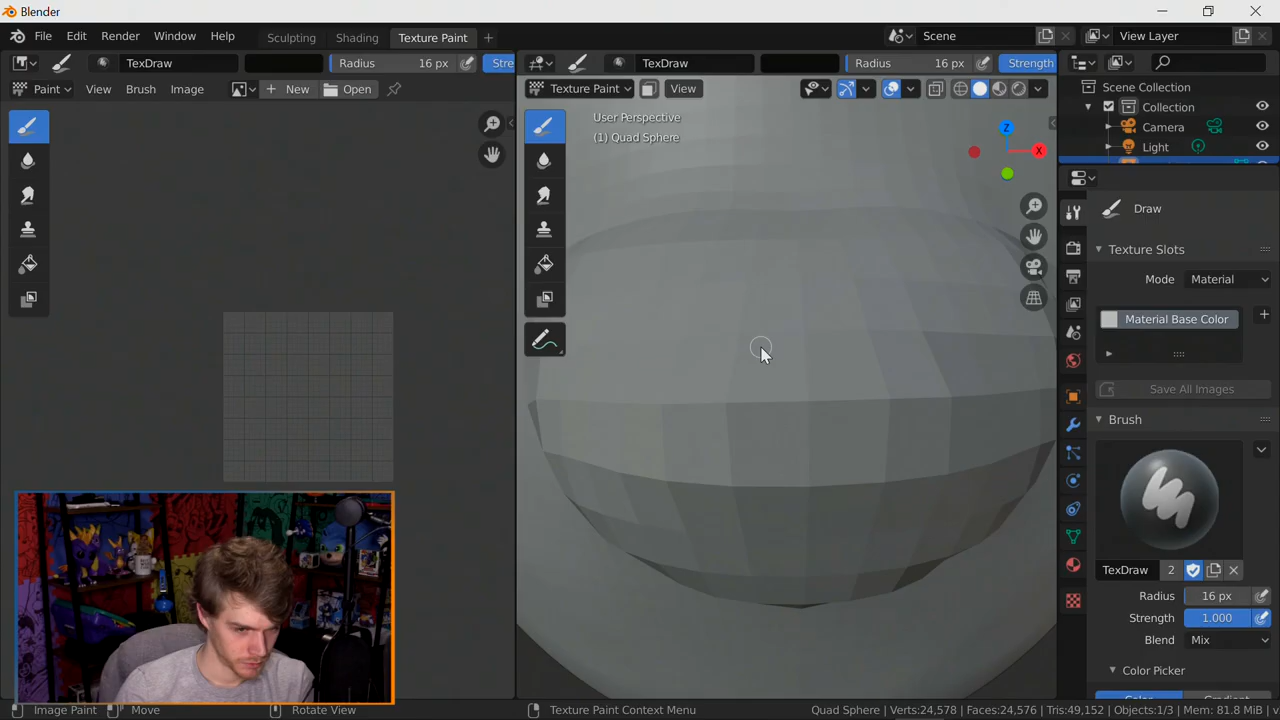 Blender
File Edit Render Window Help Sculpting Shading Texture Paint + Scene View Layer
TexDraw Radius 16 px Stre TexDraw Radius 16 px Strength
Paint View Brush Image New Open Texture Paint View
Scene Collection
Collection
Camera
Light
User Perspective
(1) Quad Sphere
Z
X
Draw
Texture Slots
Mode Material
Material Base Color
Save All Images
Brush
TexDraw 2
Radius 16 px
Strength 1.000
Blend Mix
Color Picker
Color Gradient
Image Paint Move Rotate View Texture Paint Context Menu Quad Sphere | Verts:24,578 | Faces:24,576 | Tris:49,152 | Objects:1/3 | Mem: 81.8 MiB | v